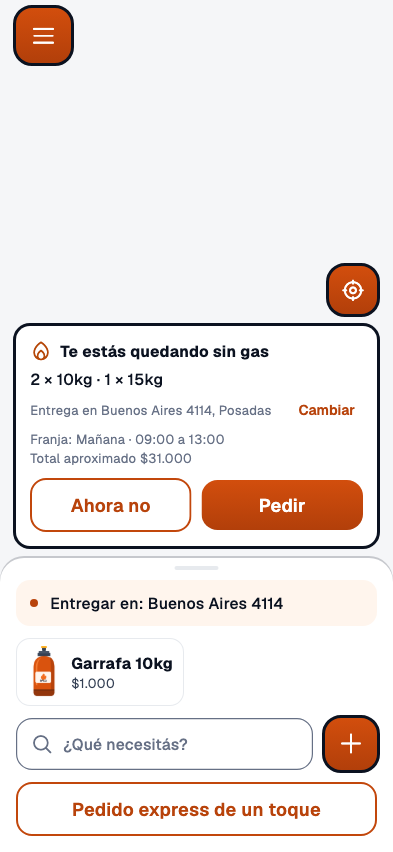 Te estás quedando sin gas
2 × 10kg · 1 × 15kg
Entrega en Buenos Aires 4114, Posadas
Cambiar
Franja: Mañana · 09:00 a 13:00
Total aproximado $31.000
Ahora no
Pedir
Entregar en: Buenos Aires 4114
Garrafa 10kg
$1.000
¿Qué necesitás?
Pedido express de un toque